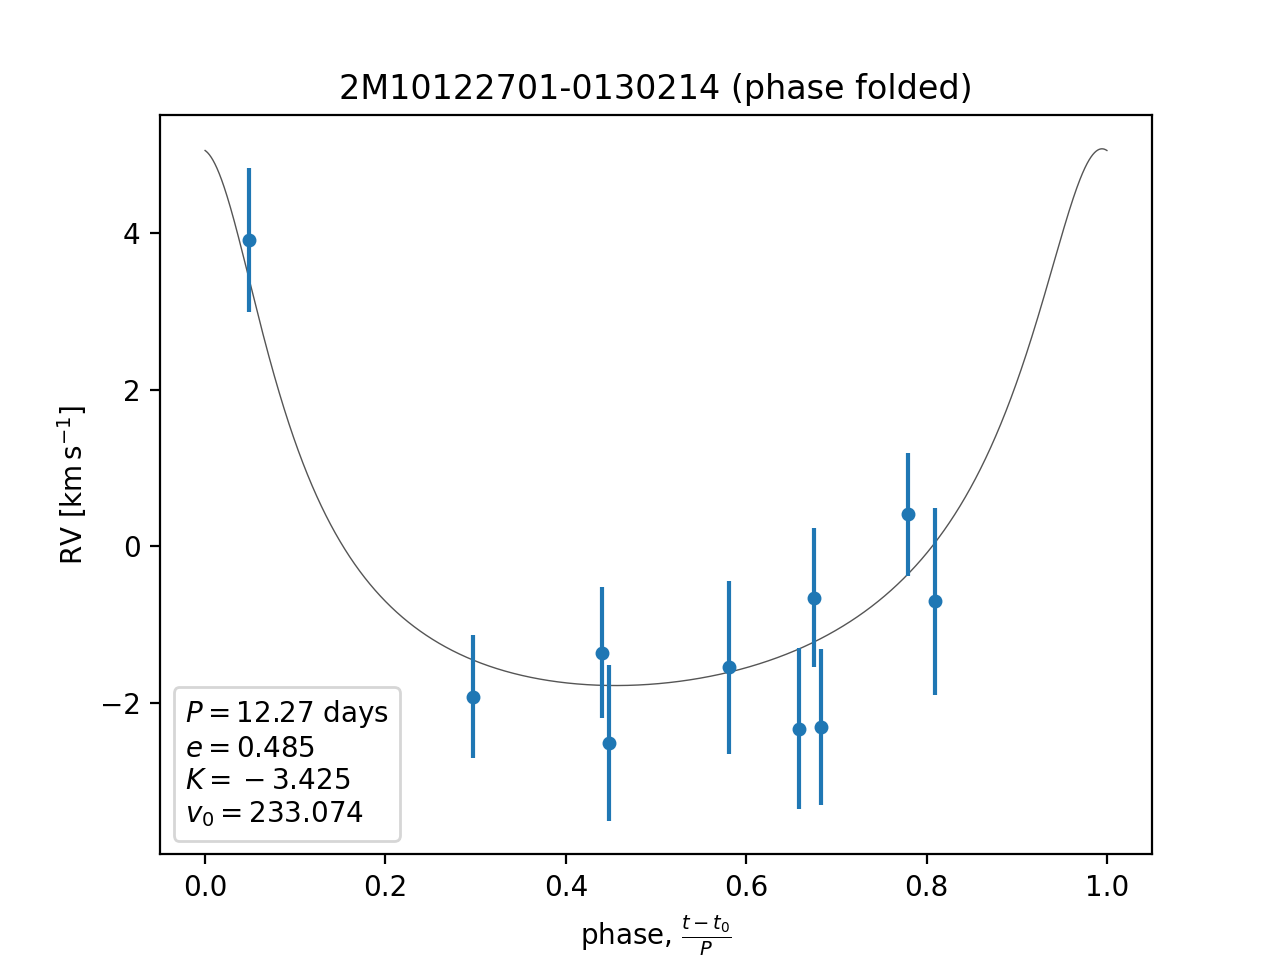 2M10122701-0130214 (phase folded)
RV [km s⁻¹]
4
2
0
−2
P = 12.27 days
e = 0.485
K = −3.425
v₀ = 233.074
0.0 0.2 0.4 0.6 0.8 1.0
phase, (t − t₀)/P